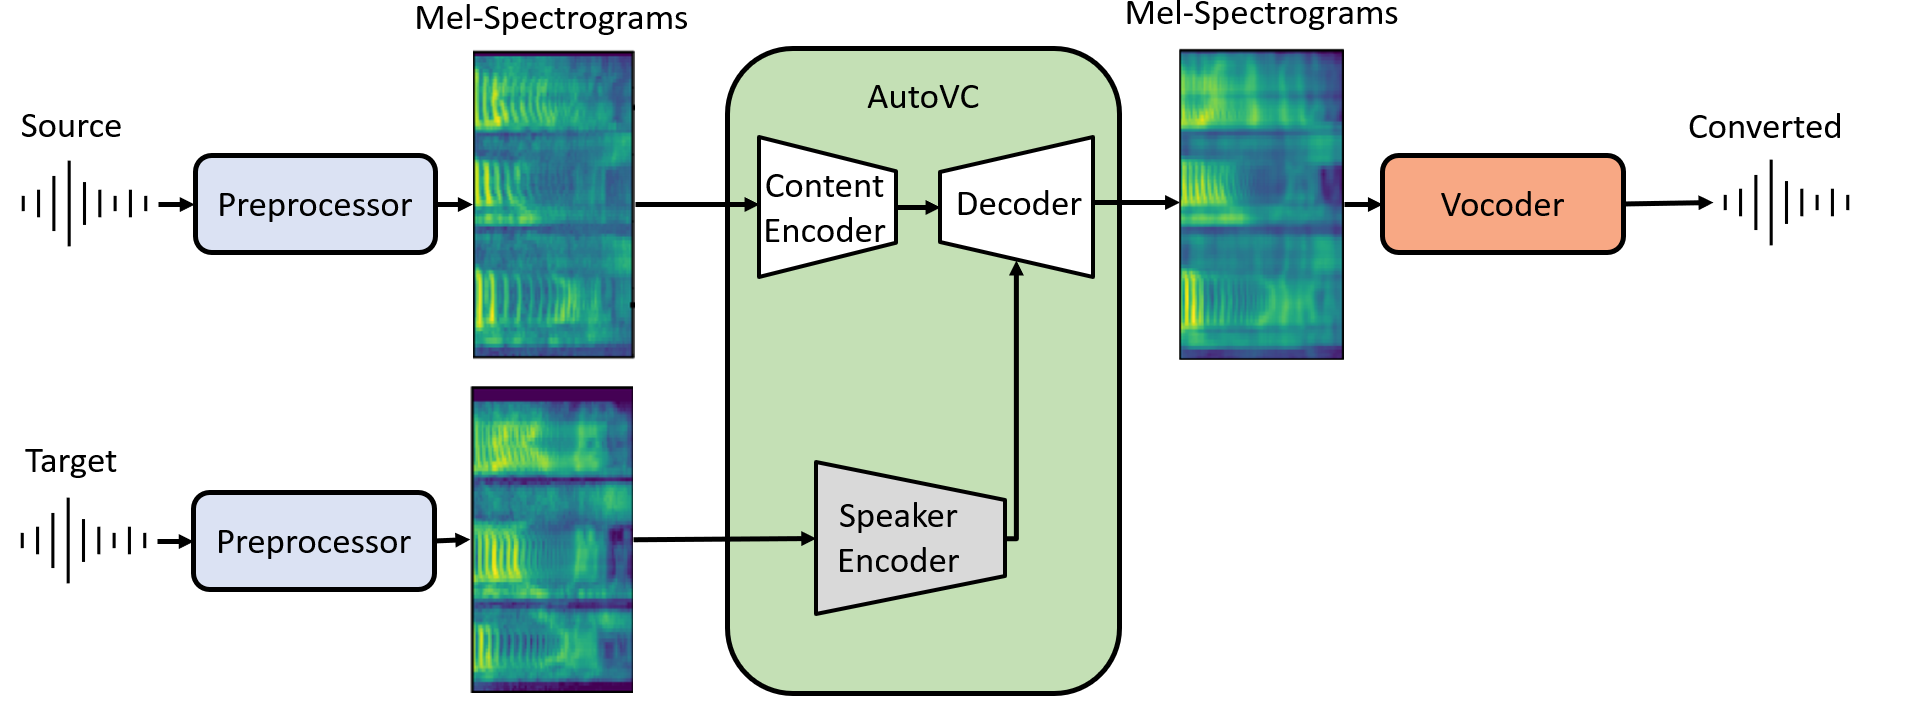 Mel-Spectrograms
Mel-Spectrograms
AutoVC
Source
Converted
Preprocessor
Content
Encoder
Decoder
Vocoder
Target
Preprocessor
Speaker
Encoder